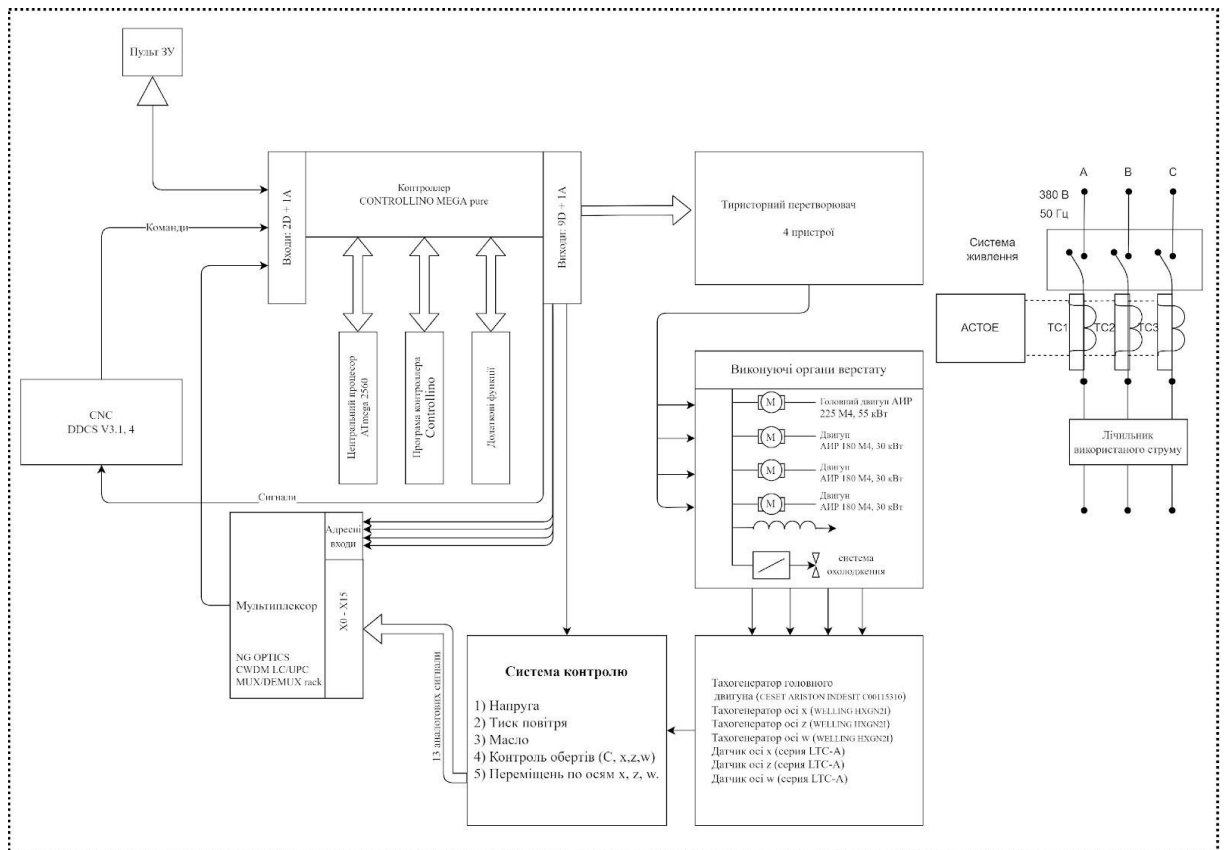 Пульт ЗУ
Контроллер
CONTROLLINO MEGA pure
Входи: 2D + 1A
Виходи: 9D + 1A
Команди
Центральний процесор
ATmega 2560
Програма контроллера
Controllino
Додаткові функції
CNC
DDCS V3.1, 4
Сигнали
Адресні
входи
Мультиплексор
X0 - X15
NG OPTICS
CWDM LC/UPC
MUX/DEMUX rack
13 аналогових сигнали
Система контролю
1) Напруга
2) Тиск повітря
3) Масло
4) Контроль обертів (C, x,z,w)
5) Переміщень по осям x, z, w.
Тиристорний перетворювач
4 пристрої
Виконуючі органи верстату
M
Головний двигун АИР
225 М4, 55 кВт
M
Двигун
АИР 180 М4, 30 кВт
M
Двигун
АИР 180 М4, 30 кВт
M
Двигун
АИР 180 М4, 30 кВт
система
охолодження
Тахогенератор головного
двигуна (CESET ARISTON INDESIT C00115310)
Тахогенератор осі x (WELLING HXGN2I)
Тахогенератор осі z (WELLING HXGN2I)
Тахогенератор осі w (WELLING HXGN2I)
Датчик осі x (серия LTC-A)
Датчик осі z (серия LTC-A)
Датчик осі w (серия LTC-A)
A B C
380 В
50 Гц
Система
живлення
АСТОЕ
TC1 TC2 TC3
Лічильник
використаного струму